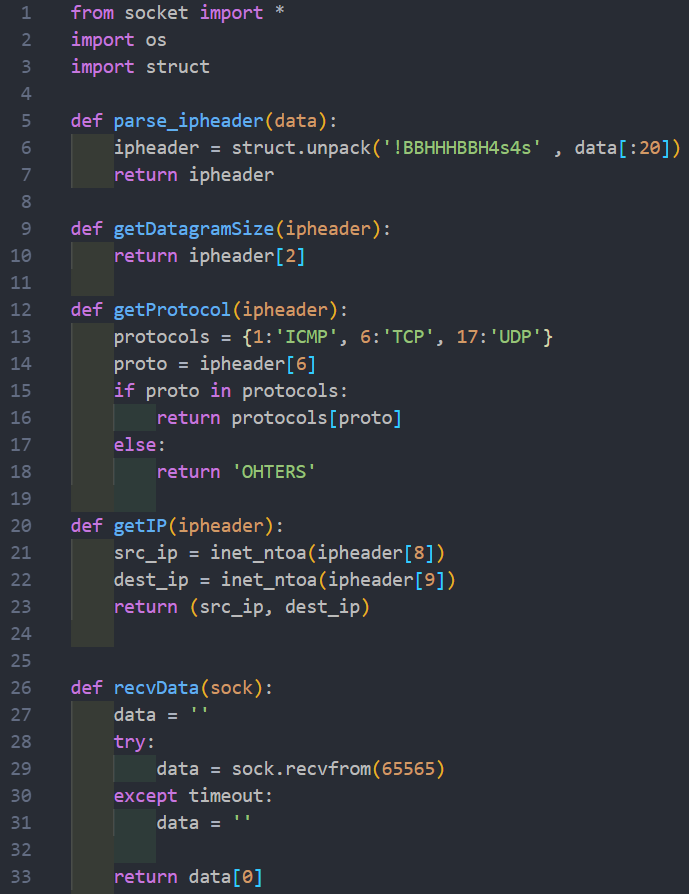 1 from socket import *
2 import os
3 import struct
4
5 def parse_ipheader(data):
6     ipheader = struct.unpack('!BBHHHBBH4s4s' , data[:20])
7     return ipheader
8
9 def getDatagramSize(ipheader):
10     return ipheader[2]
11
12 def getProtocol(ipheader):
13     protocols = {1:'ICMP', 6:'TCP', 17:'UDP'}
14     proto = ipheader[6]
15     if proto in protocols:
16         return protocols[proto]
17     else:
18         return 'OHTERS'
19
20 def getIP(ipheader):
21     src_ip = inet_ntoa(ipheader[8])
22     dest_ip = inet_ntoa(ipheader[9])
23     return (src_ip, dest_ip)
24
25
26 def recvData(sock):
27     data = ''
28     try:
29         data = sock.recvfrom(65565)
30     except timeout:
31         data = ''
32
33     return data[0]